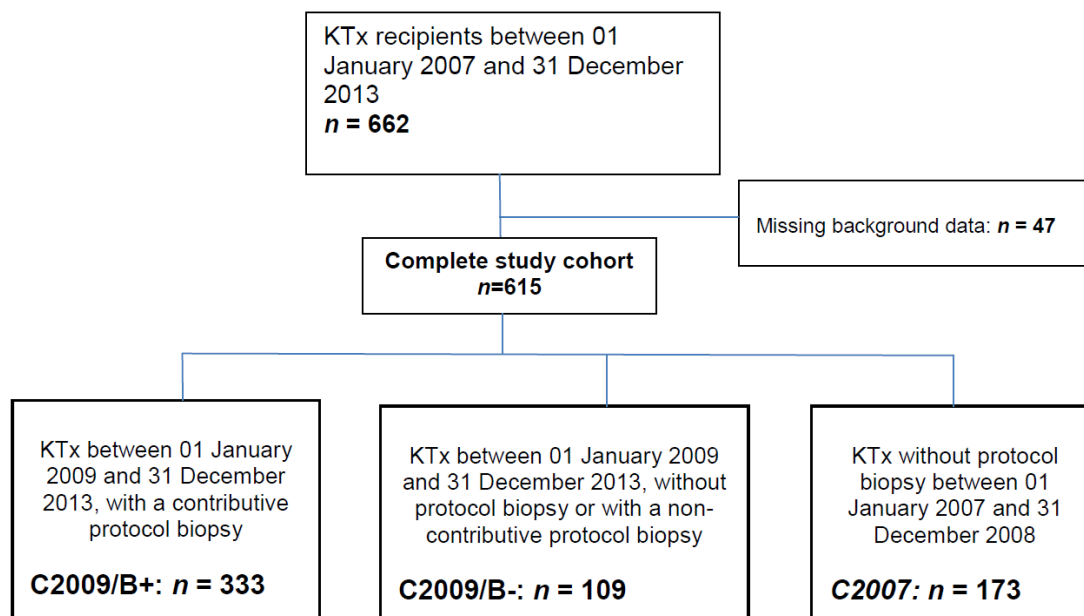 KTx recipients between 01
January 2007 and 31 December
2013
n = 662
Missing background data: n = 47
Complete study cohort
n=615
KTx between 01 January
2009 and 31 December
2013, with a contributive
protocol biopsy
C2009/B+: n = 333
KTx between 01 January 2009
and 31 December 2013, without
protocol biopsy or with a non-
contributive protocol biopsy
C2009/B-: n = 109
KTx without protocol
biopsy between 01
January 2007 and 31
December 2008
C2007: n = 173